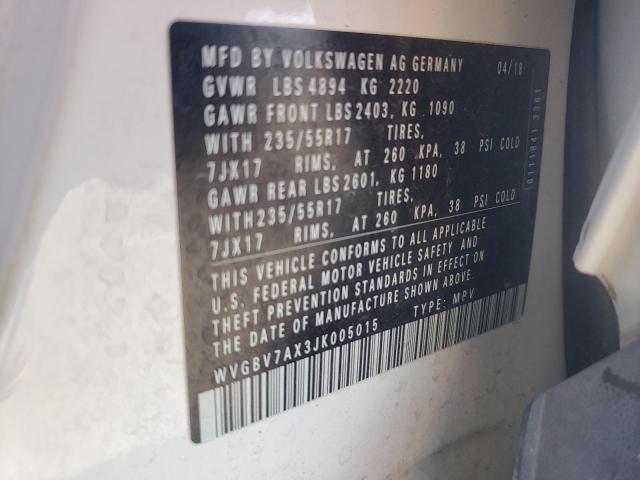 MFD BY VOLKSWAGEN AG GERMANY 04/18
GVWR LBS 4894 KG 2220
GAWR FRONT LBS 2403, KG 1090
WITH 235/55R17 TIRES,
7JX17 RIMS, AT 260 KPA, 38 PSI COLD
GAWR REAR LBS 2601, KG 1180
WITH 235/55R17 TIRES,
7JX17 RIMS, AT 260 KPA, 38 PSI COLD
THIS VEHICLE CONFORMS TO ALL APPLICABLE
U.S. FEDERAL MOTOR VEHICLE SAFETY AND
THEFT PREVENTION STANDARDS IN EFFECT ON
THE DATE OF MANUFACTURE SHOWN ABOVE.
TYPE: MPV
WVGBV7AX3JK005015